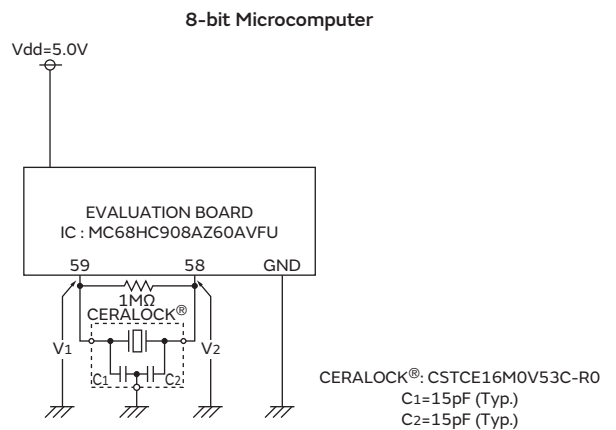 8-bit Microcomputer
Vdd=5.0V
EVALUATION BOARD
IC : MC68HC908AZ60AVFU
59 58 GND
1MΩ
CERALOCK®
V1 V2
C1 C2
CERALOCK®: CSTCE16M0V53C-R0
C1=15pF (Typ.)
C2=15pF (Typ.)